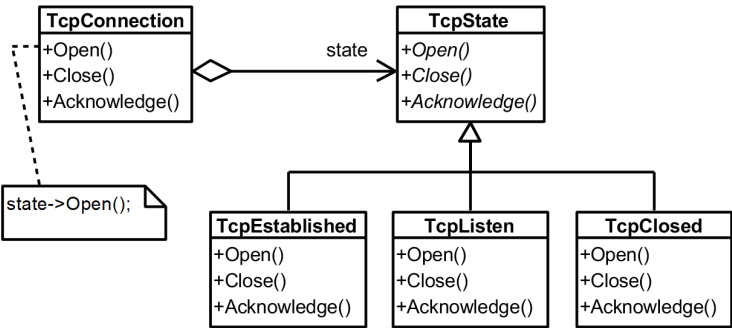 TcpConnection
+Open()
+Close()
+Acknowledge()
state
TcpState
+Open()
+Close()
+Acknowledge()
state->Open();
TcpEstablished
+Open()
+Close()
+Acknowledge()
TcpListen
+Open()
+Close()
+Acknowledge()
TcpClosed
+Open()
+Close()
+Acknowledge()